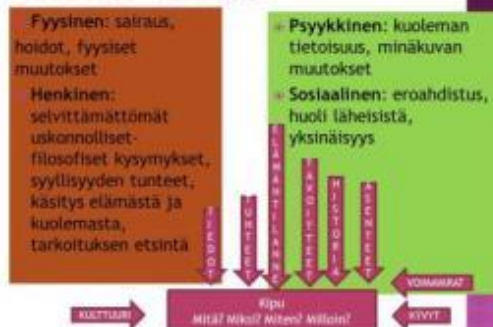 Fyysinen: sairaus,
hoidot, fyysiset
muutokset
Henkinen:
selvittämättömät
uskonnolliset-
filosofiset kysymykset,
syyllisyyden tunteet,
käsitys elämästä ja
kuolemasta,
tarkoituksen etsintä
Psyykkinen: kuoleman
tietoisuus, minäkuvan
muutokset
Sosiaalinen: eroahdistus,
huoli läheisistä,
yksinäisyys
TIEDOT
TUNTEET
ELÄMÄNTILANNE
TAVOITTEET
HISTORIA
ASENTEET
VOIMAVARAT
KULTTUURI
Kipu
Mitä? Miksi? Miten? Milloin?
KYVYT